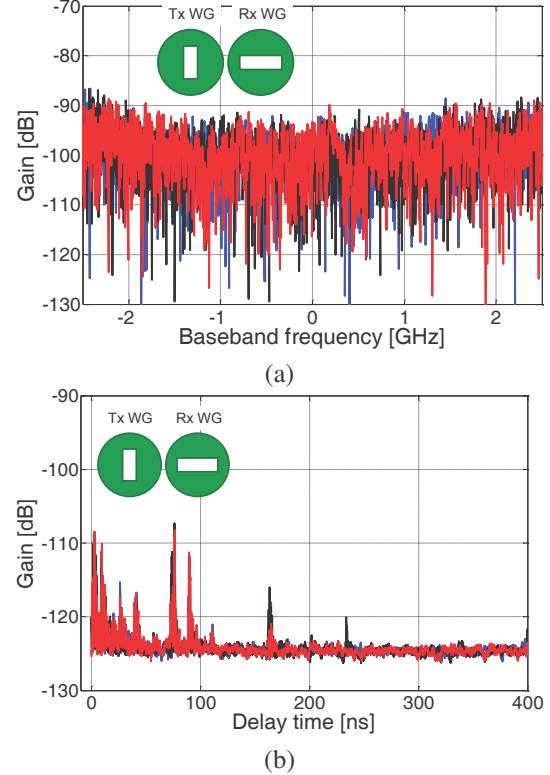 -70
Tx WG Rx WG
-80
-90
-100
-110
-120
-130
Gain [dB]
-2 -1 0 1 2
Baseband frequency [GHz]
(a)
-90
Tx WG Rx WG
-100
-110
-120
-130
Gain [dB]
0 100 200 300 400
Delay time [ns]
(b)